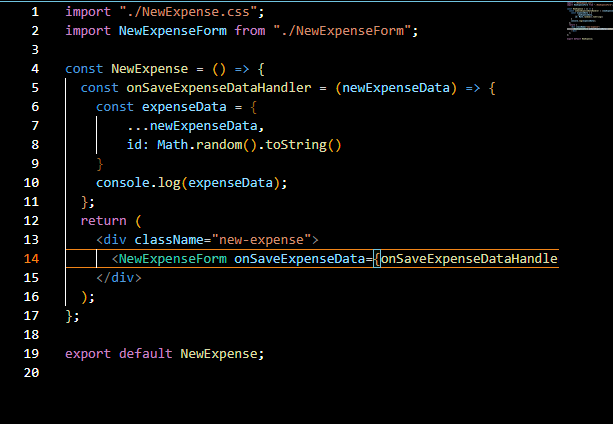 1 import "./NewExpense.css";
2 import NewExpenseForm from "./NewExpenseForm";
3
4 const NewExpense = () => {
5 const onSaveExpenseDataHandler = (newExpenseData) => {
6 const expenseData = {
7 ...newExpenseData,
8 id: Math.random().toString()
9 }
10 console.log(expenseData);
11 };
12 return (
13 <div className="new-expense">
14 <NewExpenseForm onSaveExpenseData={onSaveExpenseDataHandle
15 </div>
16 );
17 };
18
19 export default NewExpense;
20